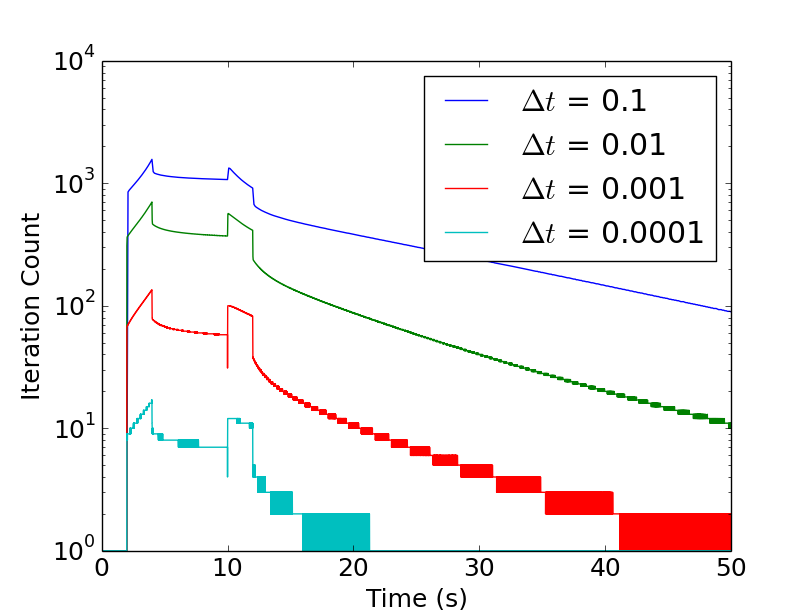 10^4
10^3
10^2
10^1
10^0
Iteration Count
Δt = 0.1
Δt = 0.01
Δt = 0.001
Δt = 0.0001
0 10 20 30 40 50
Time (s)